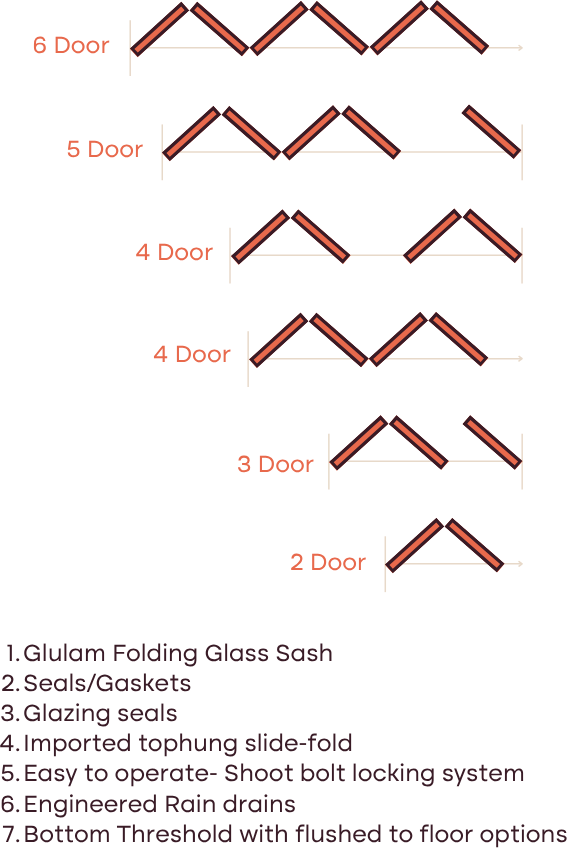 6 Door
5 Door
4 Door
4 Door
3 Door
2 Door
1. Glulam Folding Glass Sash
2. Seals/Gaskets
3. Glazing seals
4. Imported tophung slide-fold
5. Easy to operate- Shoot bolt locking system
6. Engineered Rain drains
7. Bottom Threshold with flushed to floor options